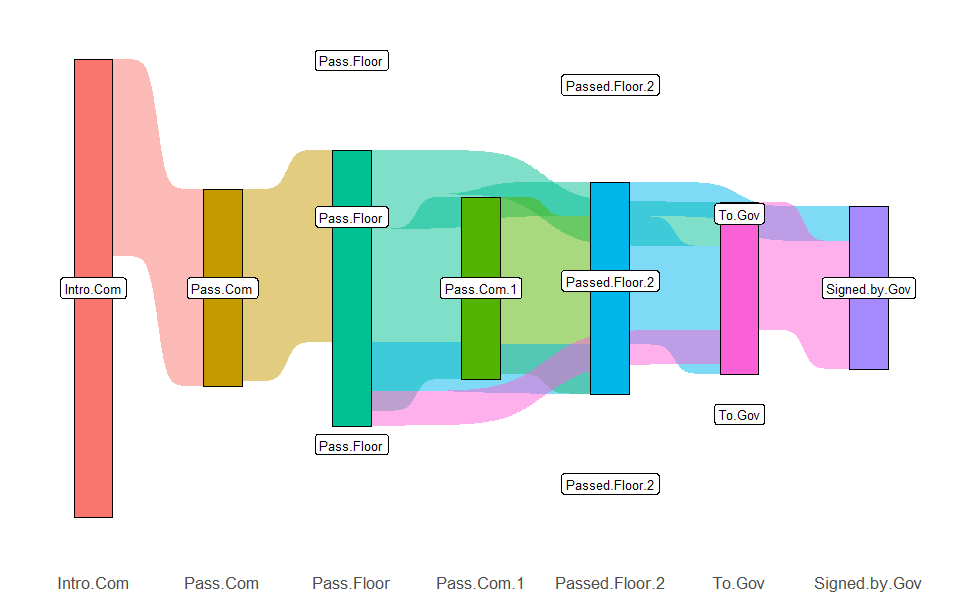 Pass.Floor
Passed.Floor.2
Pass.Floor
To.Gov
Passed.Floor.2
Intro.Com
Pass.Com
Pass.Com.1
Signed.by.Gov
To.Gov
Pass.Floor
Passed.Floor.2
Intro.Com Pass.Com Pass.Floor Pass.Com.1 Passed.Floor.2 To.Gov Signed.by.Gov